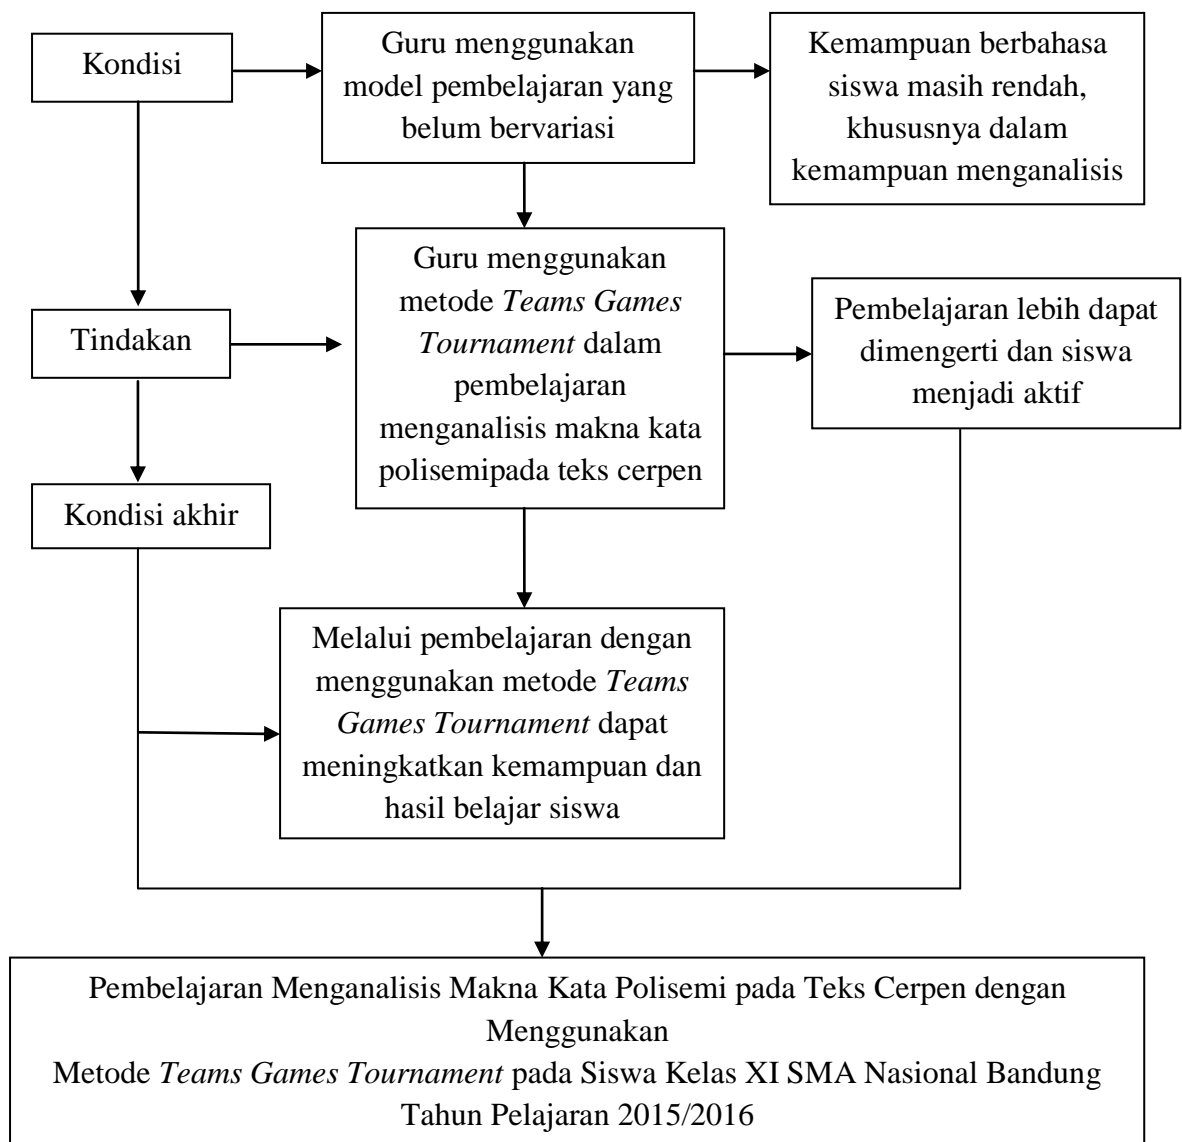 Kondisi
Guru menggunakan
model pembelajaran yang
belum bervariasi
Kemampuan berbahasa
siswa masih rendah,
khususnya dalam
kemampuan menganalisis
Tindakan
Guru menggunakan
metode Teams Games
Tournament dalam
pembelajaran
menganalisis makna kata
polisemipada teks cerpen
Pembelajaran lebih dapat
dimengerti dan siswa
menjadi aktif
Kondisi akhir
Melalui pembelajaran dengan
menggunakan metode Teams
Games Tournament dapat
meningkatkan kemampuan dan
hasil belajar siswa
Pembelajaran Menganalisis Makna Kata Polisemi pada Teks Cerpen dengan
Menggunakan
Metode Teams Games Tournament pada Siswa Kelas XI SMA Nasional Bandung
Tahun Pelajaran 2015/2016